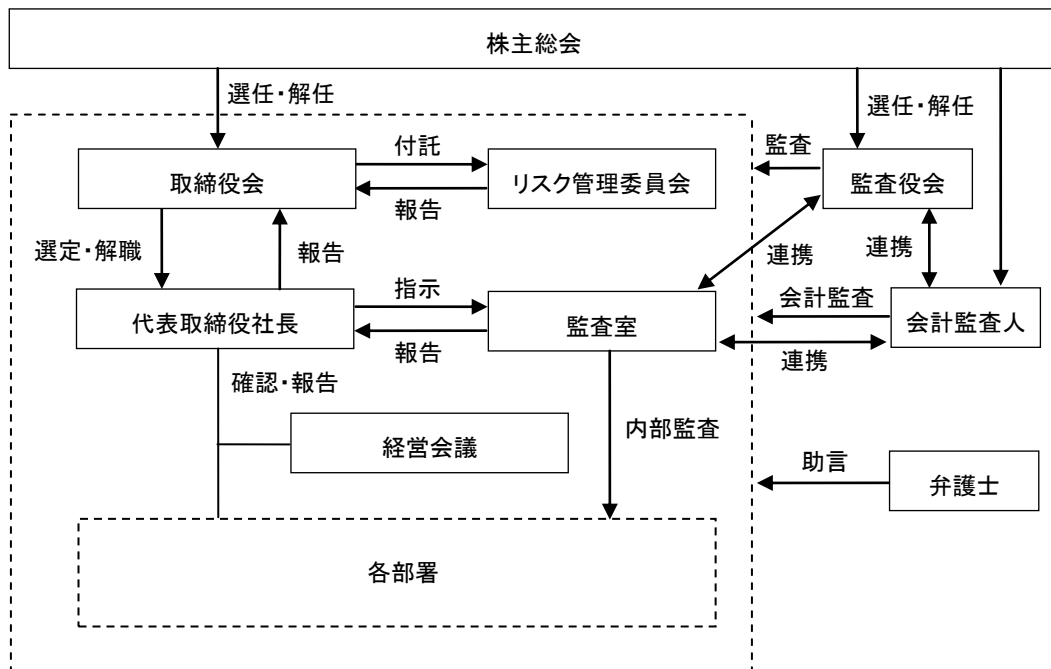 株主総会
選任・解任
選任・解任
付託
監査
取締役会
リスク管理委員会
監査役会
報告
選定・解職
報告
連携
連携
指示
会計監査
代表取締役社長
監査室
会計監査人
報告
連携
確認・報告
内部監査
経営会議
助言
弁護士
各部署